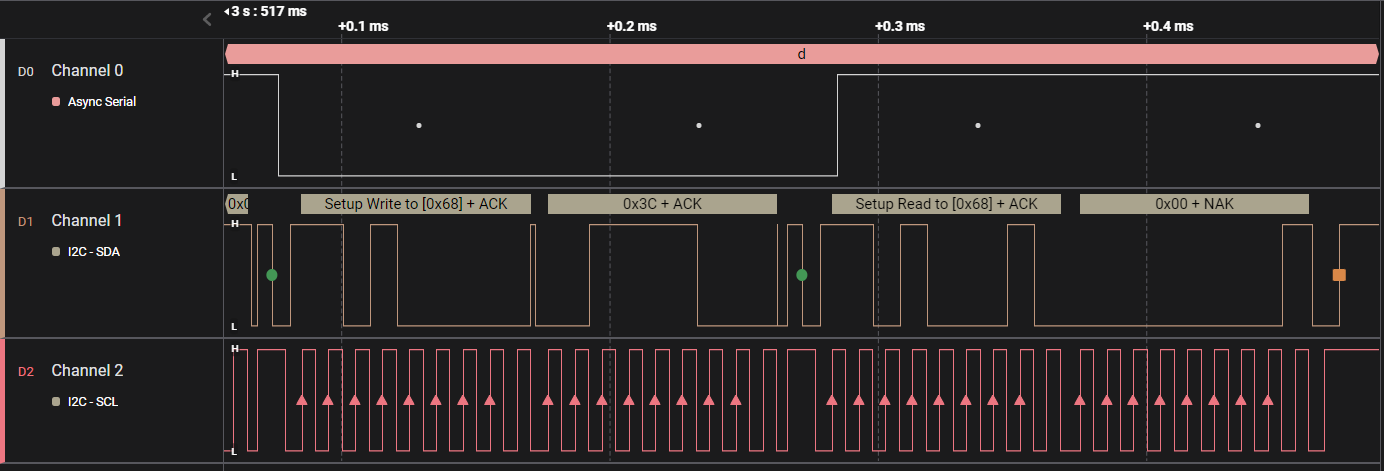 3 s : 517 ms
+0.1 ms +0.2 ms +0.3 ms +0.4 ms
D0 Channel 0
Async Serial
d
H
L
D1 Channel 1
I2C - SDA
Setup Write to [0x68] + ACK 0x3C + ACK Setup Read to [0x68] + ACK 0x00 + NAK
H
L
D2 Channel 2
I2C - SCL
H
L